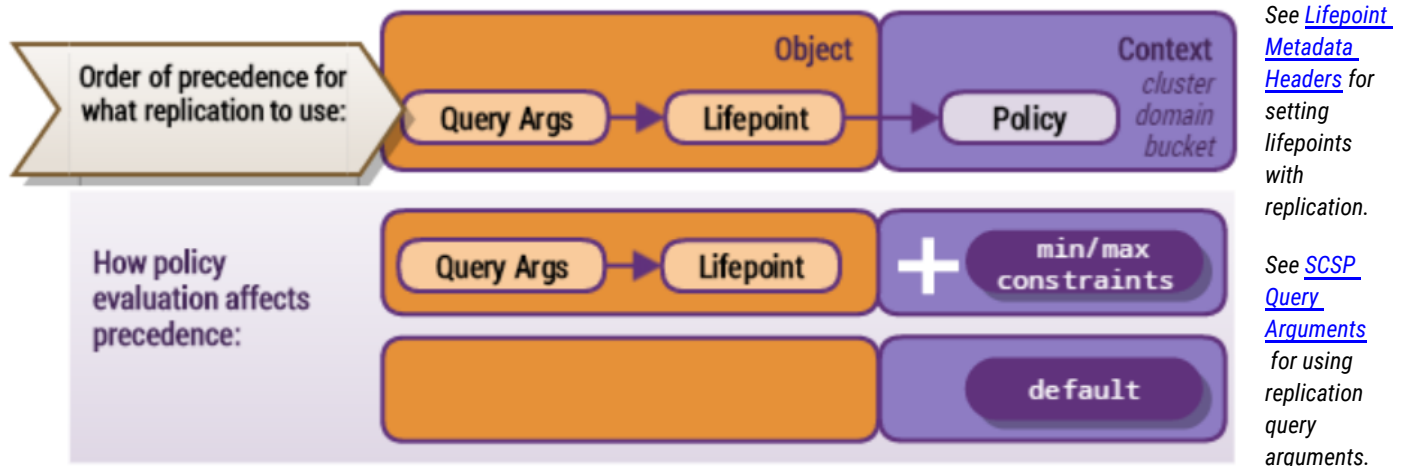 Order of precedence for
what replication to use:
Object
Query Args
Lifepoint
Context
cluster
domain
bucket
Policy
How policy
evaluation affects
precedence:
Query Args
Lifepoint
+
min/max
constraints
default
See Lifepoint
Metadata
Headers for
setting
lifepoints
with
replication.
See SCSP
Query
Arguments
for using
replication
query
arguments.